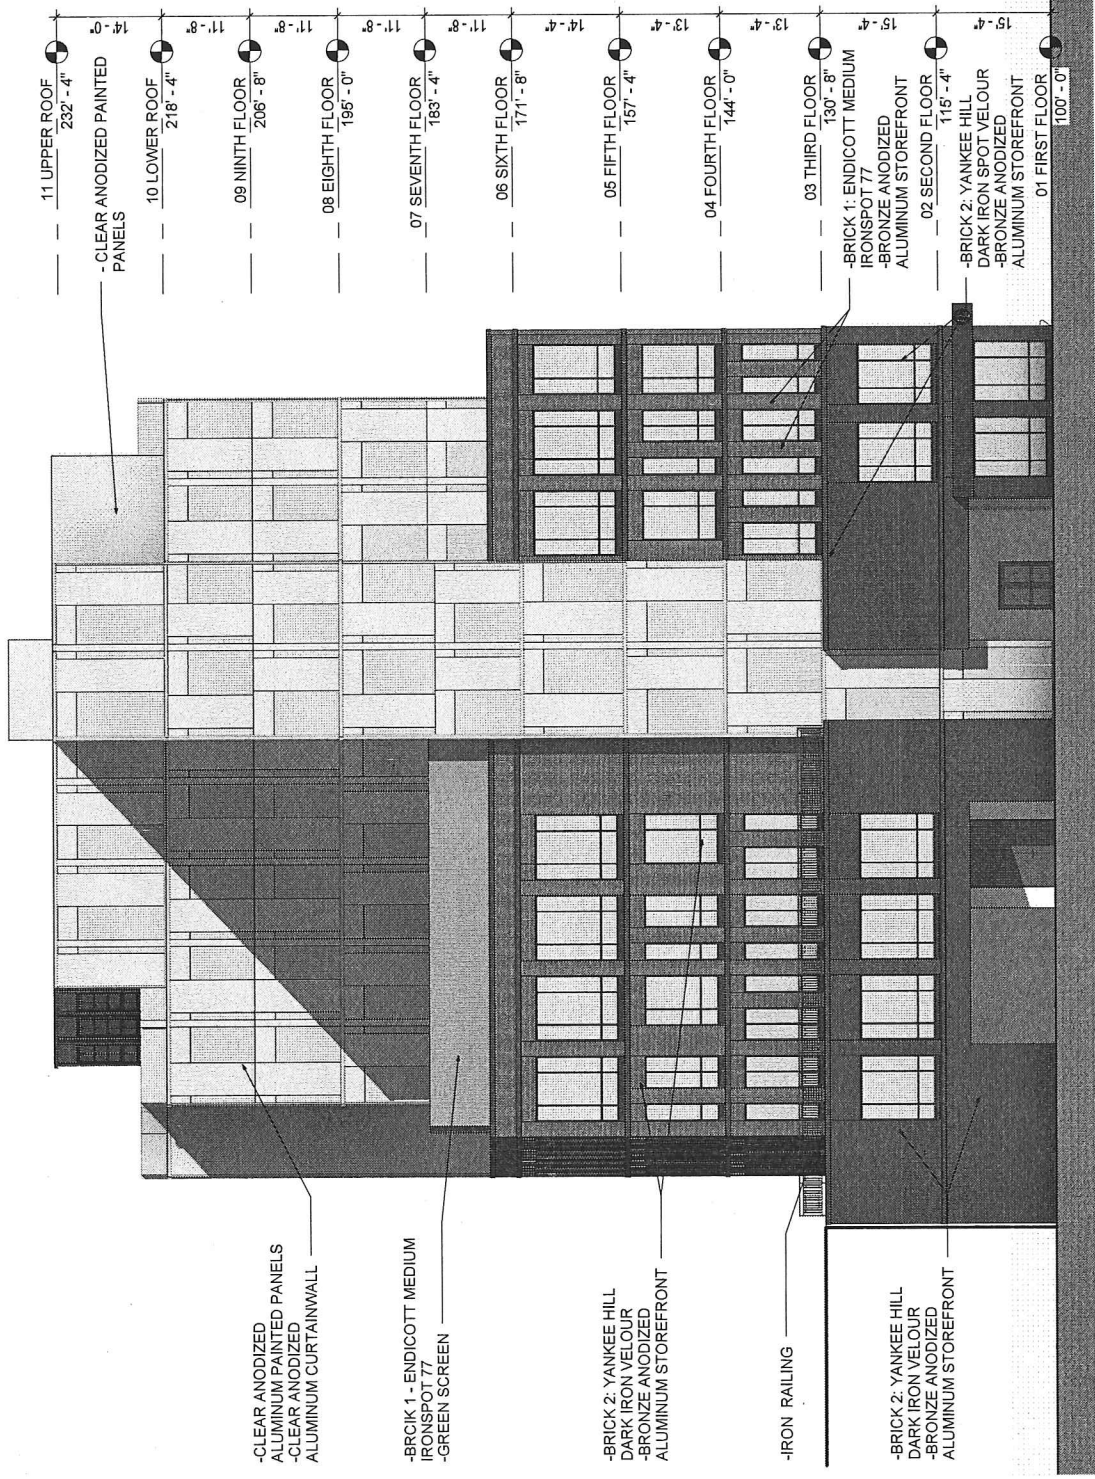 11 UPPER ROOF
232' - 4"
14' - 0"
10 LOWER ROOF
218' - 4"
11' - 8"
09 NINTH FLOOR
206' - 8"
11' - 8"
08 EIGHTH FLOOR
195' - 0"
11' - 8"
07 SEVENTH FLOOR
183' - 4"
11' - 8"
06 SIXTH FLOOR
171' - 8"
14' - 4"
05 FIFTH FLOOR
157' - 4"
13' - 4"
04 FOURTH FLOOR
144' - 0"
13' - 4"
03 THIRD FLOOR
130' - 8"
15' - 4"
02 SECOND FLOOR
115' - 4"
15' - 4"
01 FIRST FLOOR
100' - 0"
- CLEAR ANODIZED PAINTED
PANELS
-BRICK 1: ENDICOTT MEDIUM
IRONSPOT 77
-BRONZE ANODIZED
ALUMINUM STOREFRONT
-BRICK 2: YANKEE HILL
DARK IRON SPOT VELOUR
-BRONZE ANODIZED
ALUMINUM STOREFRONT
-CLEAR ANODIZED
ALUMINUM PAINTED PANELS
-CLEAR ANODIZED
ALUMINUM CURTAINWALL
-BRCIK 1 - ENDICOTT MEDIUM
IRONSPOT 77
-GREEN SCREEN
-BRICK 2: YANKEE HILL
DARK IRON VELOUR
-BRONZE ANODIZED
ALUMINUM STOREFRONT
-IRON RAILING
-BRICK 2: YANKEE HILL
DARK IRON VELOUR
-BRONZE ANODIZED
ALUMINUM STOREFRONT